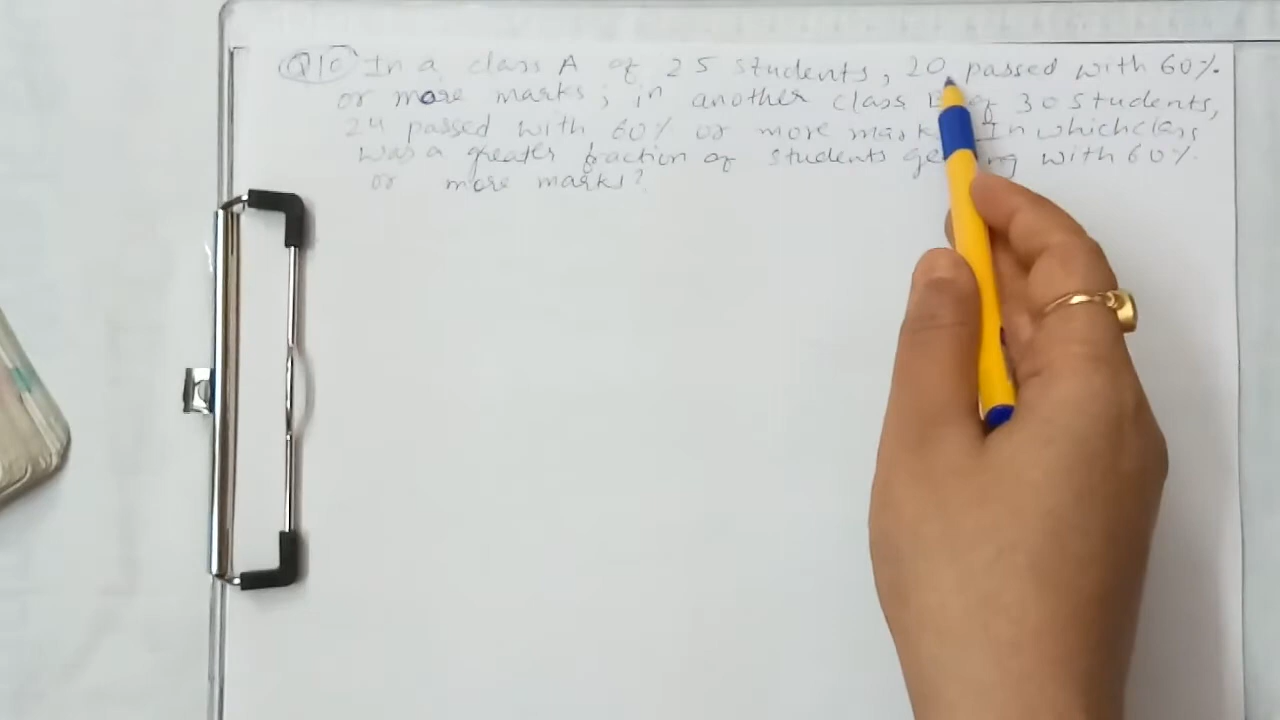 Q10 In a class A of 25 students, 20 passed with 60%
or more marks; in another class of 30 students,
24 passed with 60% or more In which class
was a greater fraction of students with 60%.
or more marks?